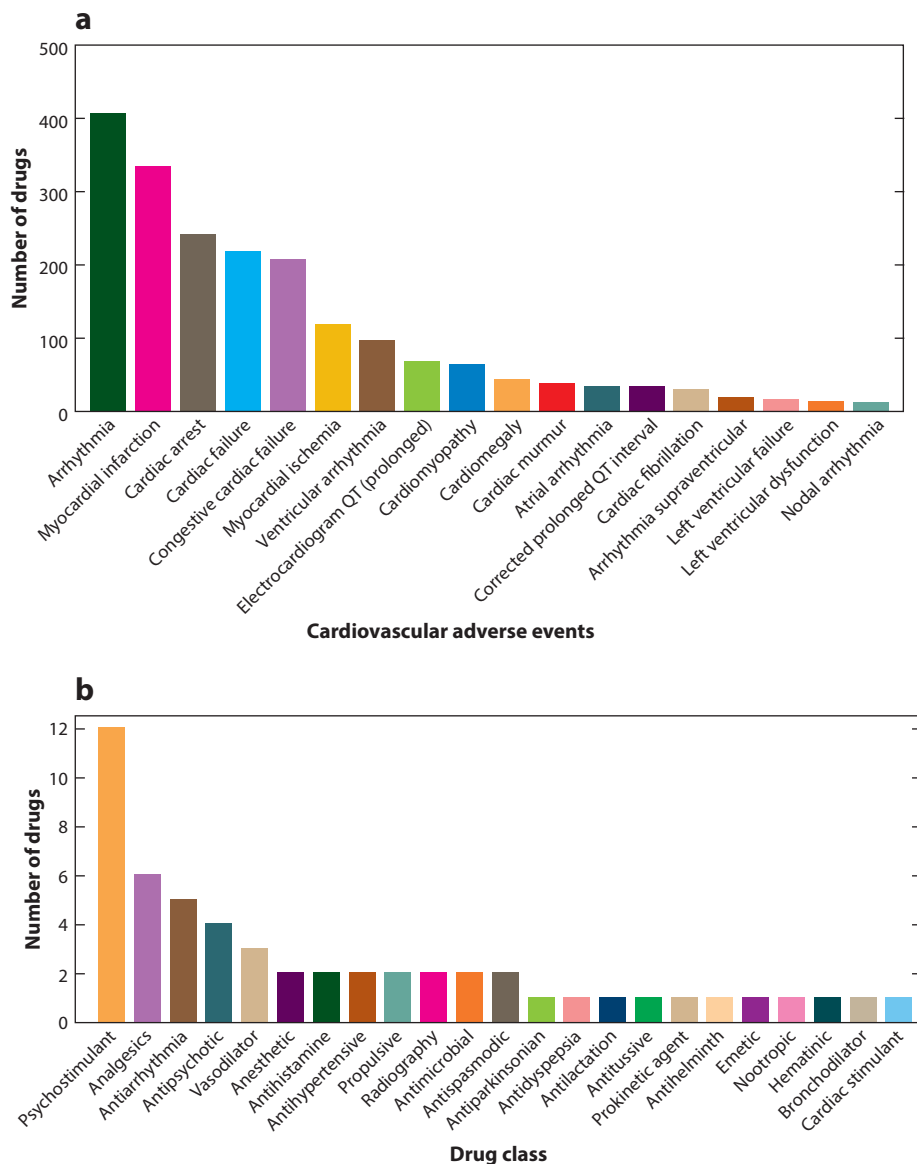 a
500
400
300
200
100
0
Number of drugs
Arrhythmia
Myocardial infarction
Cardiac arrest
Cardiac failure
Congestive cardiac failure
Myocardial ischemia
Ventricular arrhythmia
Electrocardiogram QT (prolonged)
Cardiomyopathy
Cardiomegaly
Cardiac murmur
Atrial arrhythmia
Corrected prolonged QT interval
Cardiac fibrillation
Arrhythmia supraventricular
Left ventricular failure
Left ventricular dysfunction
Nodal arrhythmia
Cardiovascular adverse events
b
12
10
8
6
4
2
0
Number of drugs
Psychostimulant
Analgesics
Antiarrhythmia
Antipsychotic
Vasodilator
Anesthetic
Antihistamine
Antihypertensive
Propulsive
Radiography
Antimicrobial
Antispasmodic
Antiparkinsonian
Antidyspepsia
Antilactation
Antitussive
Prokinetic agent
Antihelminth
Emetic
Nootropic
Hematinic
Bronchodilator
Cardiac stimulant
Drug class